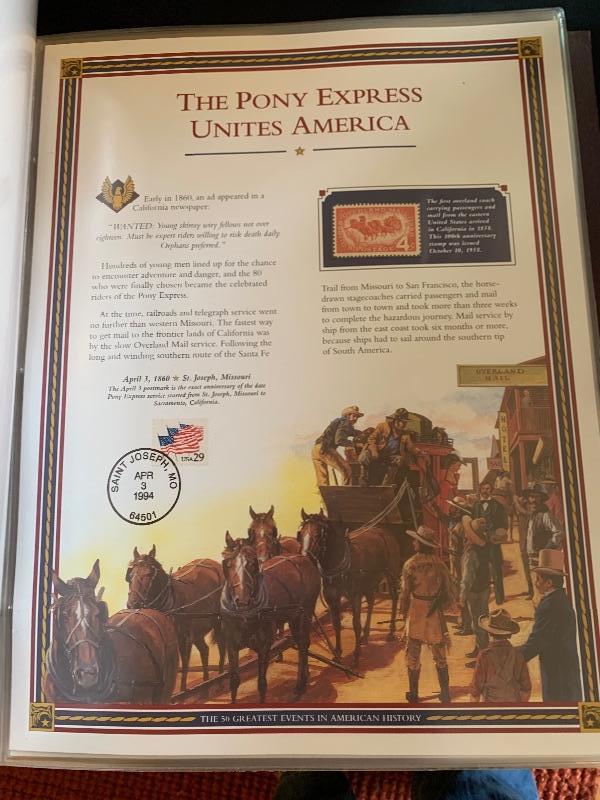 THE PONY EXPRESS
UNITES AMERICA
Early in 1860, an ad appeared in a
California newspaper:
"WANTED: Young skinny wiry fellows not over
eighteen. Must be expert riders willing to risk death daily.
Orphans preferred."
Hundreds of young men lined up for the chance
to encounter adventure and danger, and the 80
who were finally chosen became the celebrated
riders of the Pony Express.
At the time, railroads and telegraph service went
no further than western Missouri. The fastest way
to get mail to the frontier lands of California was
by the slow Overland Mail service. Following the
long and winding southern route of the Santa Fe
The first overland coach
carrying passengers and
mail from the eastern
United States arrived
in California in 1858.
This 100th anniversary
stamp was issued
October 10, 1958.
4¢
POSTAGE
Trail from Missouri to San Francisco, the horse-
drawn stagecoaches carried passengers and mail
from town to town and took more than three weeks
to complete the hazardous journey. Mail service by
ship from the east coast took six months or more,
because ships had to sail around the southern tip
of South America.
April 3, 1860 ★ St. Joseph, Missouri
The April 3 postmark is the exact anniversary of the date
Pony Express service started from St. Joseph, Missouri to
Sacramento, California.
USA 29
SAINT JOSEPH, MO
APR
3
1994
64501
OVERLAND
MAIL
HOTEL
THE 50 GREATEST EVENTS IN AMERICAN HISTORY